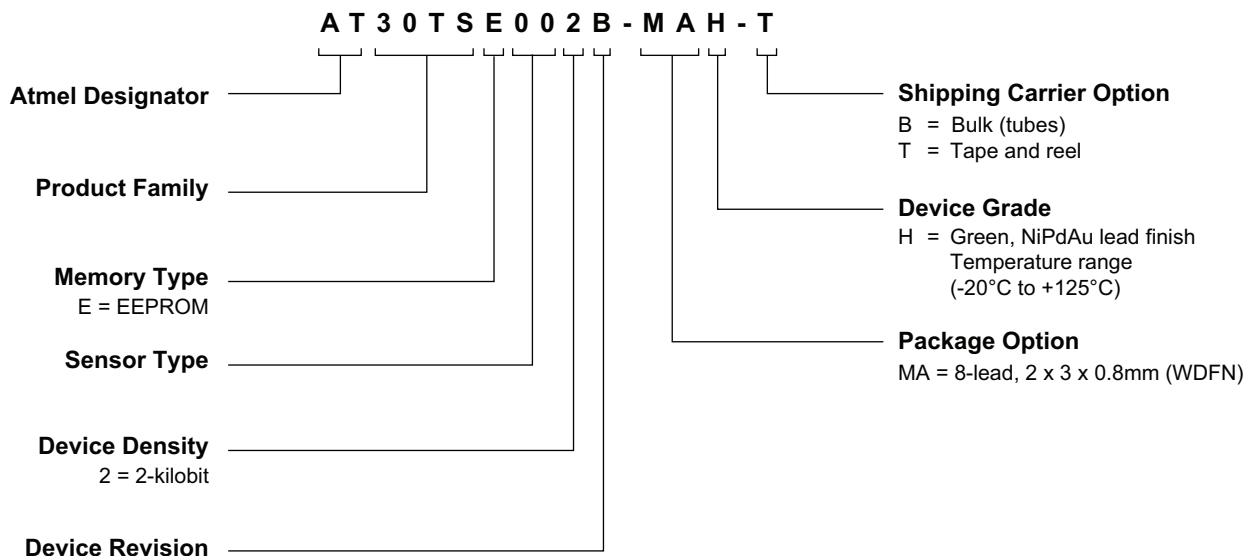 AT30TSE002B-MAH-T
Atmel Designator
Product Family
Memory Type
E = EEPROM
Sensor Type
Device Density
2 = 2-kilobit
Device Revision
Shipping Carrier Option
B = Bulk (tubes)
T = Tape and reel
Device Grade
H = Green, NiPdAu lead finish
Temperature range
(-20°C to +125°C)
Package Option
MA = 8-lead, 2 x 3 x 0.8mm (WDFN)